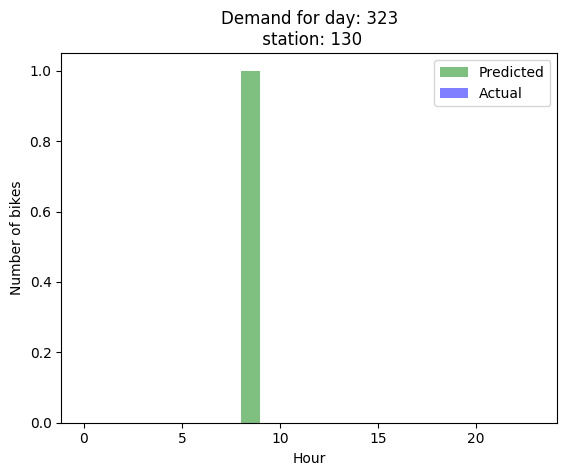 Demand for day: 323
station: 130
Predicted
Actual
Number of bikes
1.0
0.8
0.6
0.4
0.2
0.0
0 5 10 15 20
Hour